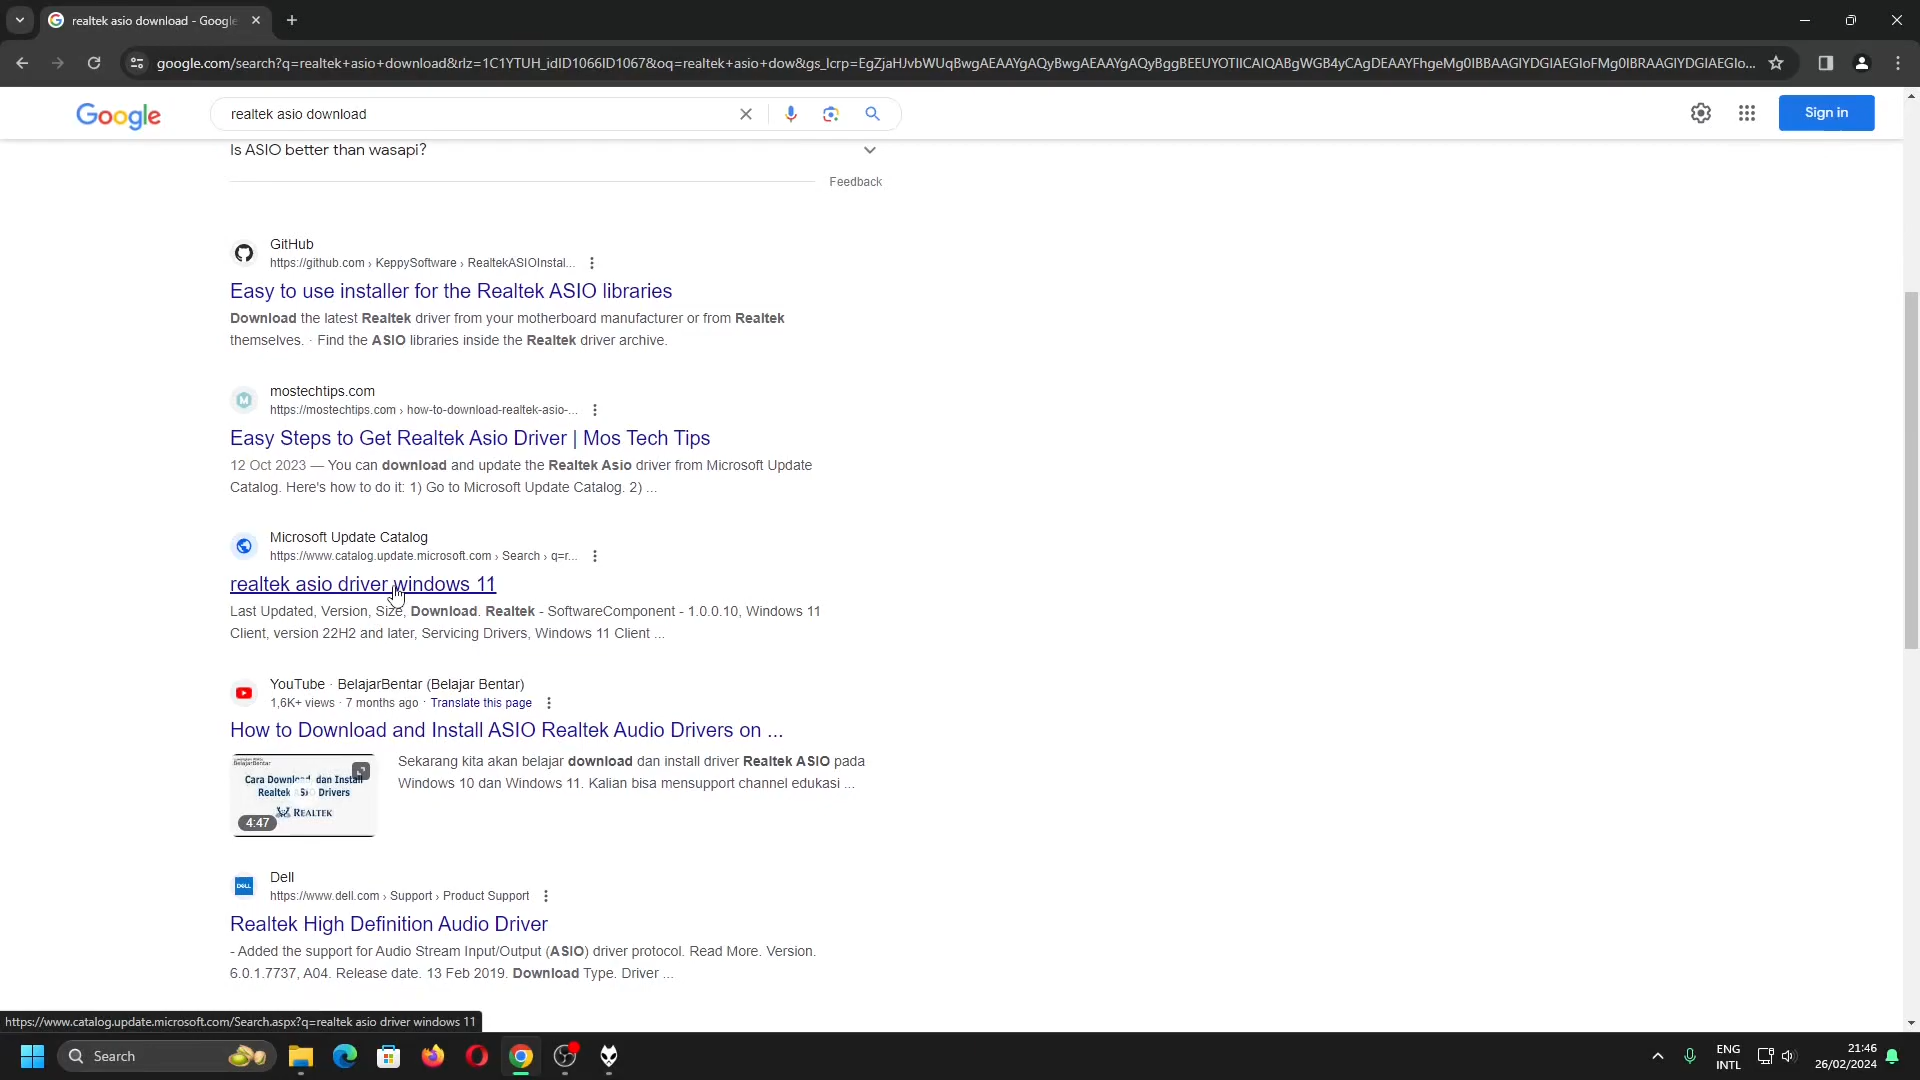 realtek asio download - Google
google.com/search?q=realtek+asio+download&rlz=1C1YTUH_idID1066ID1067&oq=realtek+asio+dow&gs_lcrp=EgZjaHJvbWUqBwgAEAAYgAQyBwgAEAAYgAQyBggBEEUYOTIICAIQABgWGB4yCAgDEAAYFhgeMg0IBBAAGIYDGIAEGIoFMg0IBRAAGIYDGIAEGIo...
Google
realtek asio download
Sign in
Is ASIO better than wasapi?
Feedback
GitHub
https://github.com › KeppySoftware › RealtekASIOInstal...
Easy to use installer for the Realtek ASIO libraries
Download the latest Realtek driver from your motherboard manufacturer or from Realtek
themselves. · Find the ASIO libraries inside the Realtek driver archive.
M
mostechtips.com
https://mostechtips.com › how-to-download-realtek-asio-...
Easy Steps to Get Realtek Asio Driver | Mos Tech Tips
12 Oct 2023 — You can download and update the Realtek Asio driver from Microsoft Update
Catalog. Here's how to do it: 1) Go to Microsoft Update Catalog. 2) ...
Microsoft Update Catalog
https://www.catalog.update.microsoft.com › Search › q=r...
realtek asio driver windows 11
Last Updated, Version, Size, Download. Realtek - SoftwareComponent - 1.0.0.10, Windows 11
Client, version 22H2 and later, Servicing Drivers, Windows 11 Client ...
YouTube · BelajarBentar (Belajar Bentar)
1,6K+ views · 7 months ago · Translate this page
How to Download and Install ASIO Realtek Audio Drivers on ...
BelajarBentar
Cara Download dan Install
Realtek ASIO Drivers
REALTEK
4:47
Sekarang kita akan belajar download dan install driver Realtek ASIO pada
Windows 10 dan Windows 11. Kalian bisa mensupport channel edukasi ...
DELL
Dell
https://www.dell.com › Support › Product Support
Realtek High Definition Audio Driver
- Added the support for Audio Stream Input/Output (ASIO) driver protocol. Read More. Version.
6.0.1.7737, A04. Release date. 13 Feb 2019. Download Type. Driver ...
https://www.catalog.update.microsoft.com/Search.aspx?q=realtek asio driver windows 11
Search
ENG
INTL
21:46
26/02/2024